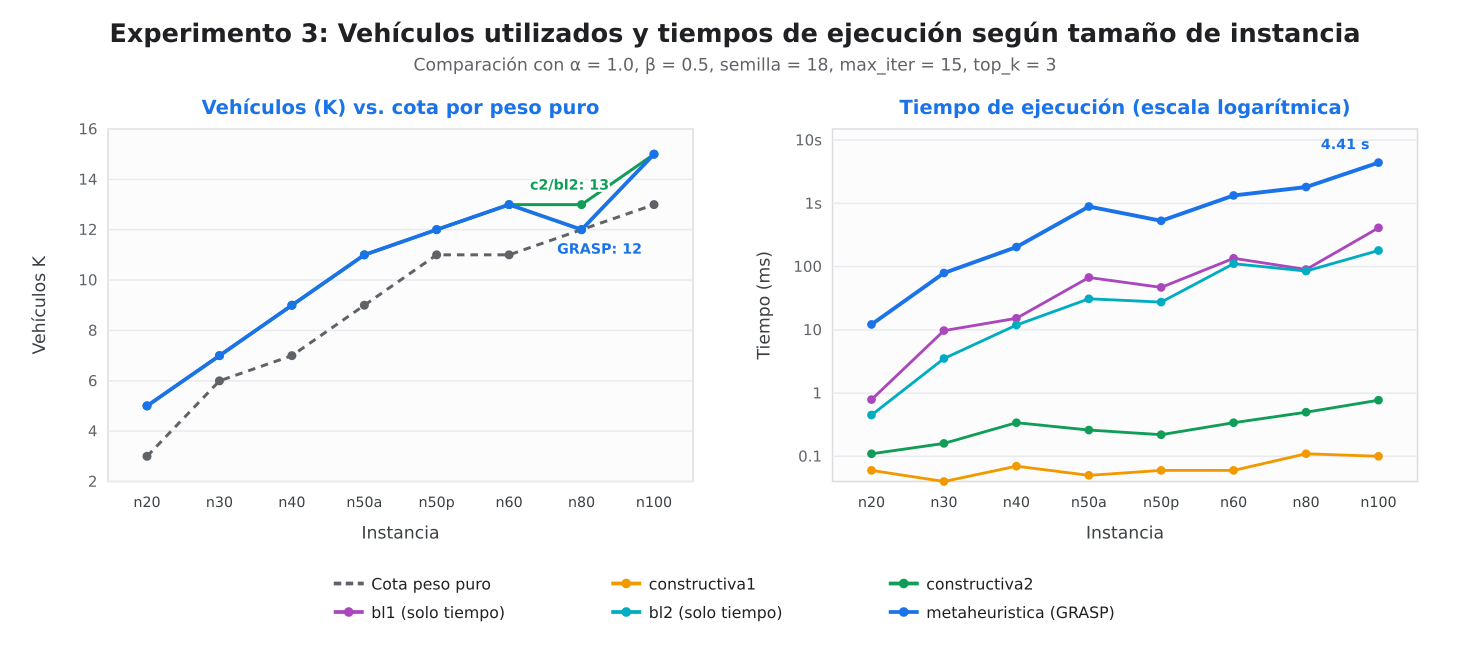 Experimento 3: Vehículos utilizados y tiempos de ejecución según tamaño de instancia
Comparación con α = 1.0, β = 0.5, semilla = 18, max_iter = 15, top_k = 3
Vehículos (K) vs. cota por peso puro
Vehículos K
16
14
12
10
8
6
4
2
c2/bl2: 13
GRASP: 12
n20 n30 n40 n50a n50p n60 n80 n100
Instancia
Tiempo de ejecución (escala logarítmica)
Tiempo (ms)
10s
1s
100
10
1
0.1
4.41 s
n20 n30 n40 n50a n50p n60 n80 n100
Instancia
Cota peso puro constructiva1 constructiva2
bl1 (solo tiempo) bl2 (solo tiempo) metaheuristica (GRASP)